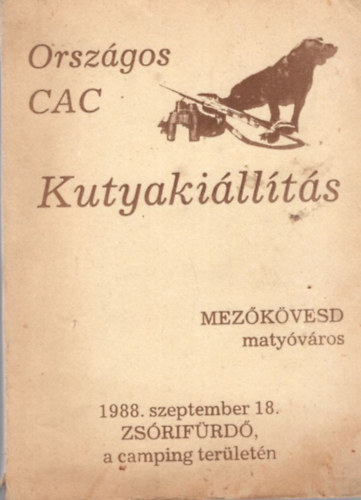 Országos
CAC
Kutyakiállítás
MEZŐKÖVESD
matyóváros
1988. szeptember 18.
ZSÓRIFÜRDŐ,
a camping területén